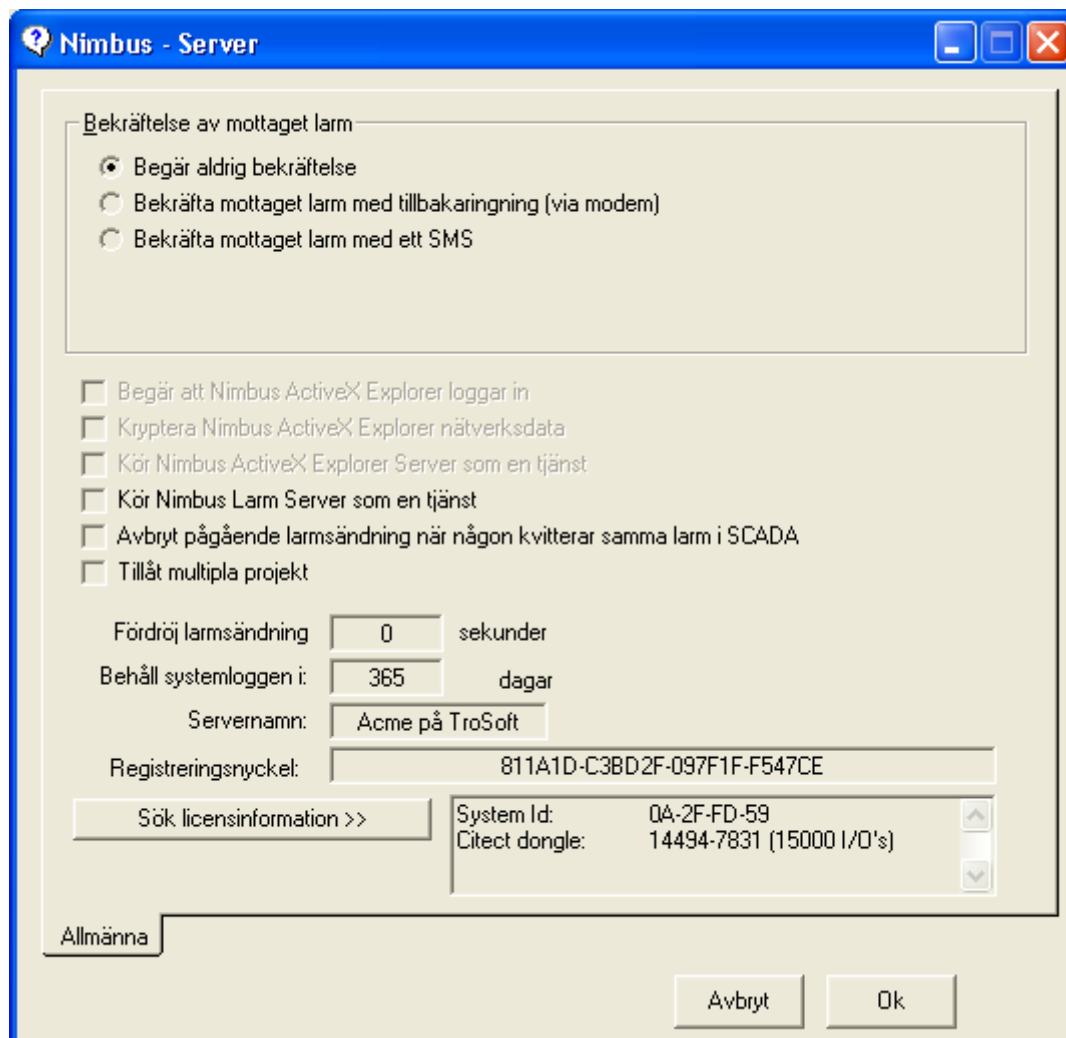 Nimbus - Server
Bekräftelse av mottaget larm
Begär aldrig bekräftelse
Bekräfta mottaget larm med tillbakaringning (via modem)
Bekräfta mottaget larm med ett SMS
Begär att Nimbus ActiveX Explorer loggar in
Kryptera Nimbus ActiveX Explorer nätverksdata
Kör Nimbus ActiveX Explorer Server som en tjänst
Kör Nimbus Larm Server som en tjänst
Avbryt pågående larmsändning när någon kvitterar samma larm i SCADA
Tillåt multipla projekt
Fördröj larmsändning 0 sekunder
Behåll systemloggen i: 365 dagar
Servernamn: Acme på TroSoft
Registreringsnyckel: 811A1D-C3BD2F-097F1F-F547CE
Sök licensinformation >>
System Id: 0A-2F-FD-59
Citect dongle: 14494-7831 (15000 I/O's)
Allmänna
Avbryt Ok